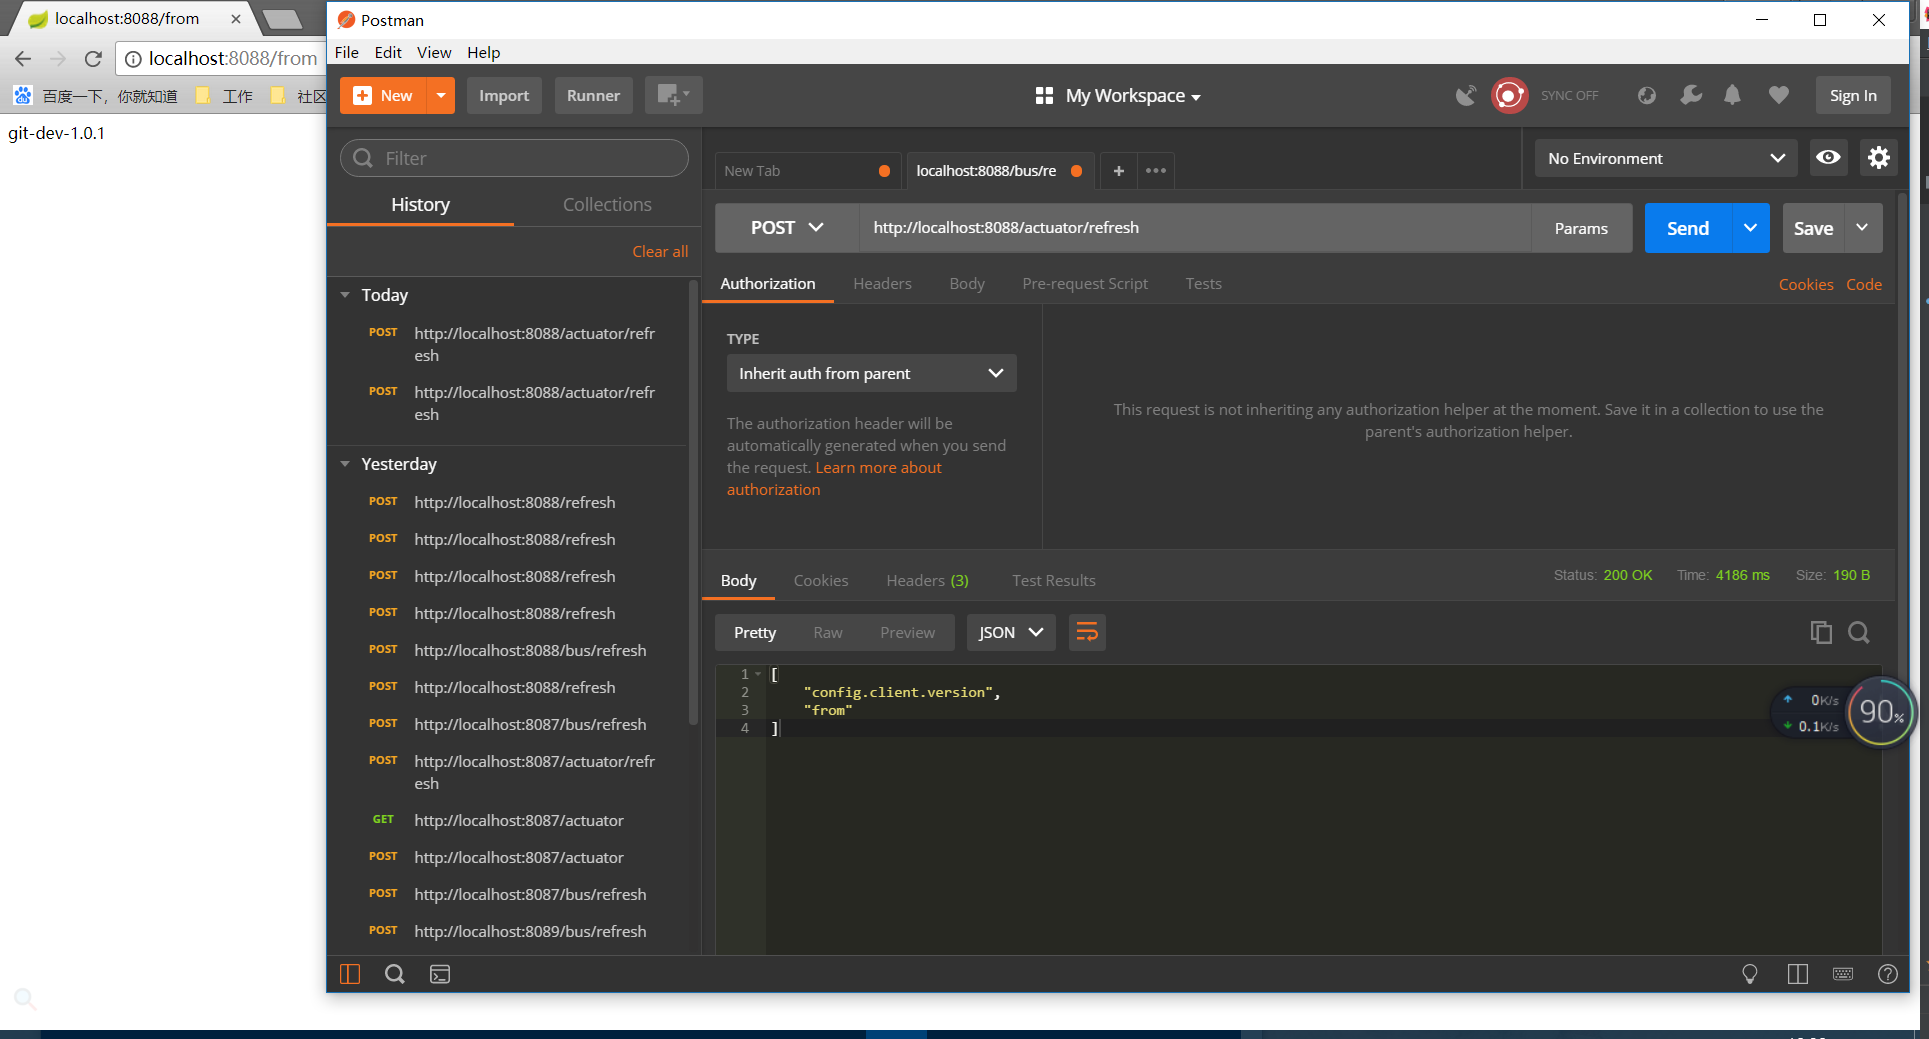 localhost:8088/from
localhost:8088/from
百度一下，你就知道
工作
社区
git-dev-1.0.1
Postman
File Edit View Help
New
Import
Runner
My Workspace
SYNC OFF
Sign In
Filter
History
Collections
Clear all
Today
POST http://localhost:8088/actuator/refr
esh
POST http://localhost:8088/actuator/refr
esh
Yesterday
POST http://localhost:8088/refresh
POST http://localhost:8088/refresh
POST http://localhost:8088/refresh
POST http://localhost:8088/refresh
POST http://localhost:8088/bus/refresh
POST http://localhost:8088/refresh
POST http://localhost:8087/bus/refresh
POST http://localhost:8087/actuator/refr
esh
GET http://localhost:8087/actuator
POST http://localhost:8087/actuator
POST http://localhost:8087/bus/refresh
POST http://localhost:8089/bus/refresh
New Tab
localhost:8088/bus/re
No Environment
POST
http://localhost:8088/actuator/refresh
Params
Send
Save
Authorization
Headers
Body
Pre-request Script
Tests
Cookies
Code
TYPE
Inherit auth from parent
The authorization header will be
automatically generated when you send
the request. Learn more about
authorization
This request is not inheriting any authorization helper at the moment. Save it in a collection to use the
parent's authorization helper.
Body
Cookies
Headers (3)
Test Results
Status: 200 OK
Time: 4186 ms
Size: 190 B
Pretty
Raw
Preview
JSON
1 [
2 "config.client.version",
3 "from"
4 ]
0K/s
0.1K/s
90%